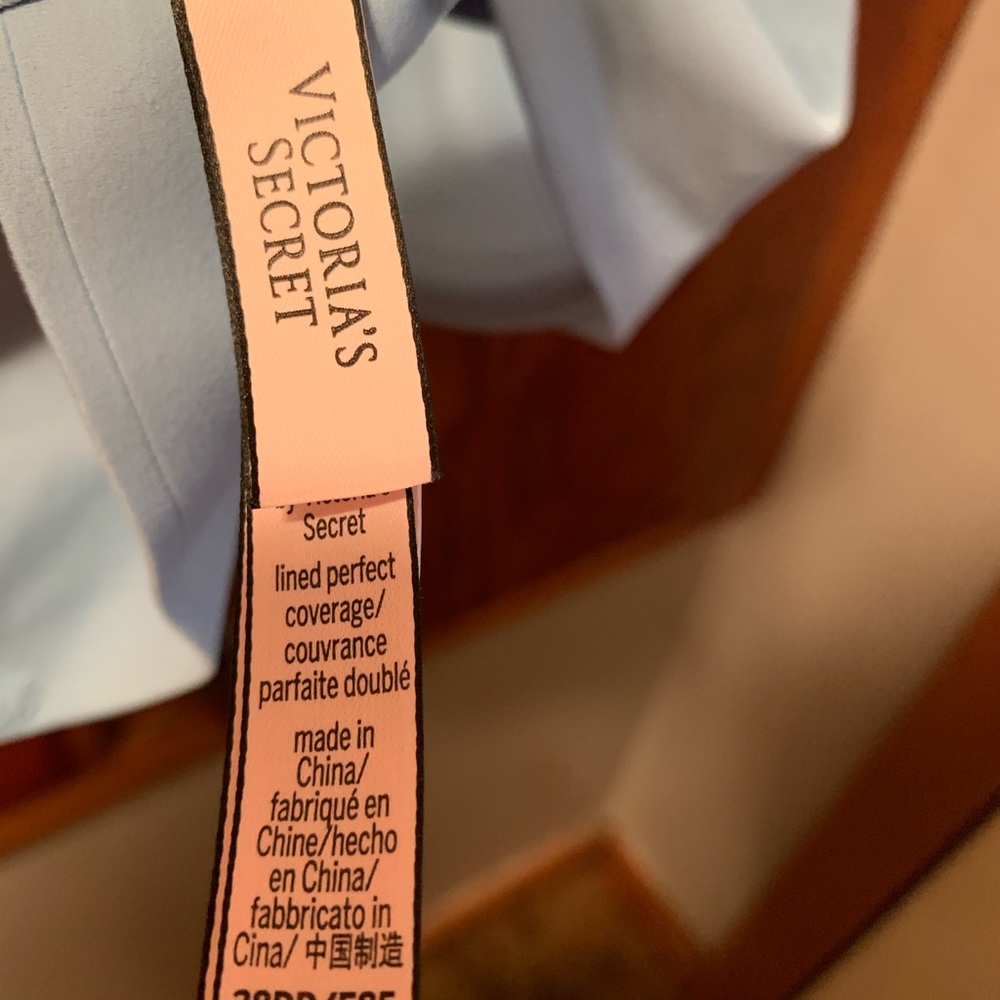 VICTORIA'S
SECRET
Secret
lined perfect
coverage/
couvrance
parfaite doublé
made in
China/
fabriqué en
Chine/hecho
en China/
fabbricato in
Cina/ 中国制造